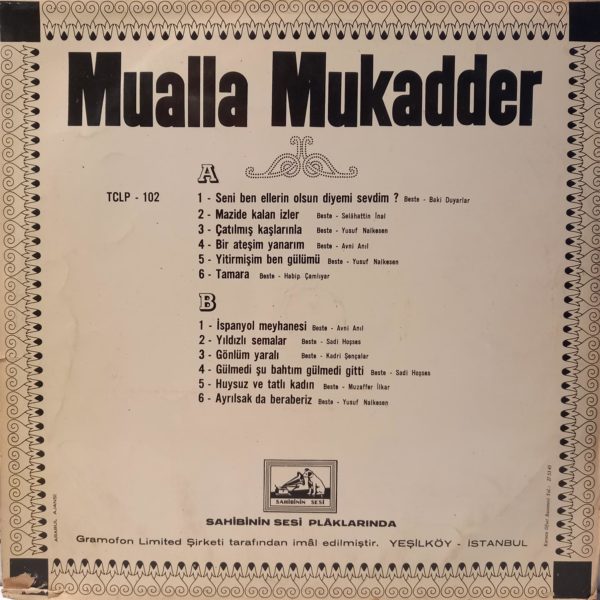 Mualla Mukadder
A
TCLP - 102
1 - Seni ben ellerin olsun diyemi sevdim ? Beste - Baki Duyarlar
2 - Mazide kalan izler Beste - Selâhattin İnal
3 - Çatılmış kaşlarınla Beste - Yusuf Nalkesen
4 - Bir ateşim yanarım Beste - Avni Anıl
5 - Yitirmişim ben gülümü Beste - Yusuf Nalkesen
6 - Tamara Beste - Habip Çamlıyar
B
1 - İspanyol meyhanesi Beste - Avni Anıl
2 - Yıldızlı semalar Beste - Sadi Hoşses
3 - Gönlüm yaralı Beste - Kadri Şençalar
4 - Gülmedi şu bahtım gülmedi gitti Beste - Sadi Hoşses
5 - Huysuz ve tatlı kadın Beste - Muzaffer İlkar
6 - Ayrılsak da beraberiz Beste - Yusuf Nalkesen
SAHİBİNİN SESİ
SAHİBİNİN SESİ PLÂKLARINDA
Gramofon Limited Şirketi tarafından imâl edilmiştir. YEŞİLKÖY - İSTANBUL